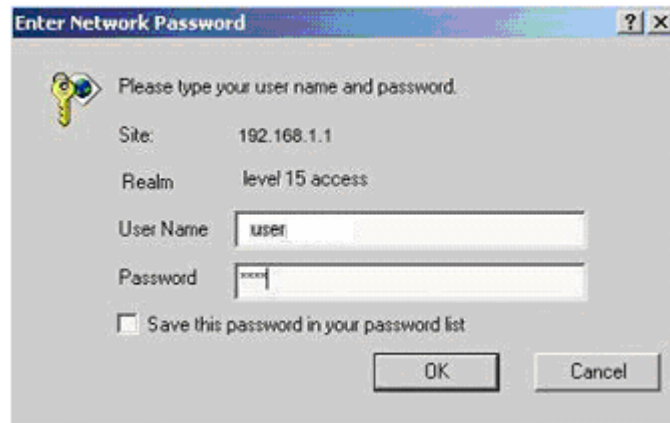 Enter Network Password
Please type your user name and password.
Site: 192.168.1.1
Realm level 15 access
User Name user
Password ****
Save this password in your password list
OK Cancel